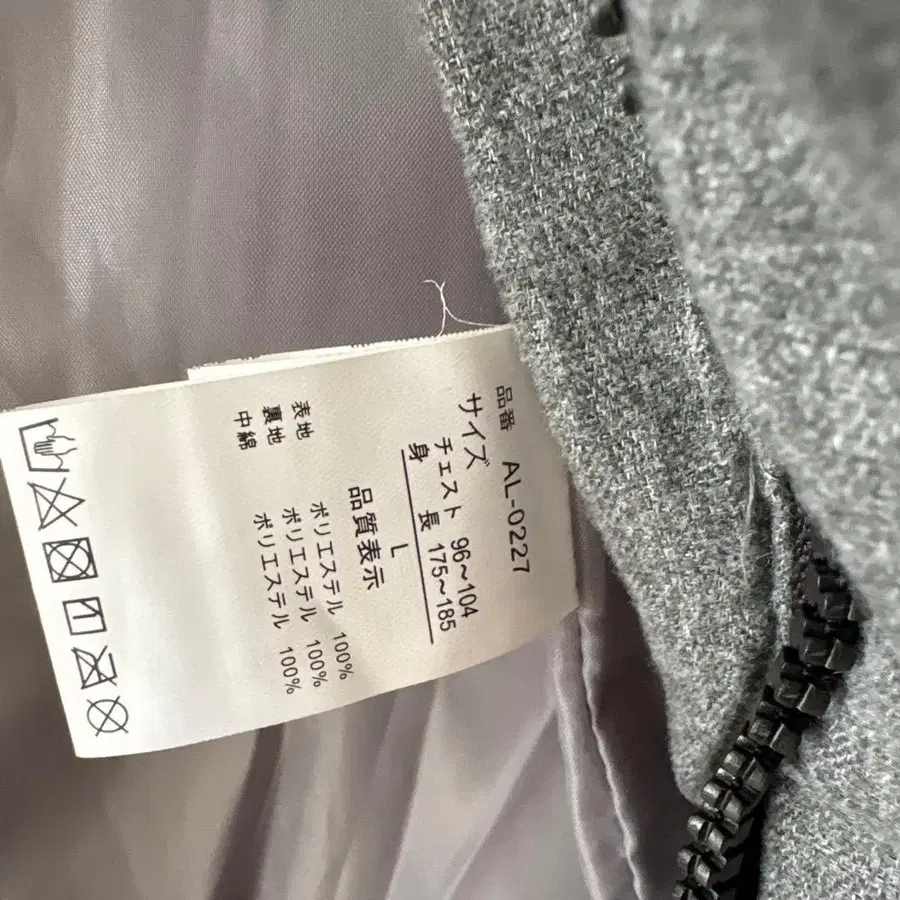 品番 AL-0227
サイズ
チェスト 96~104
身長 175~185
L
品質表示
表地 ポリエステル 100%
裏地 ポリエステル 100%
中綿 ポリエステル 100%